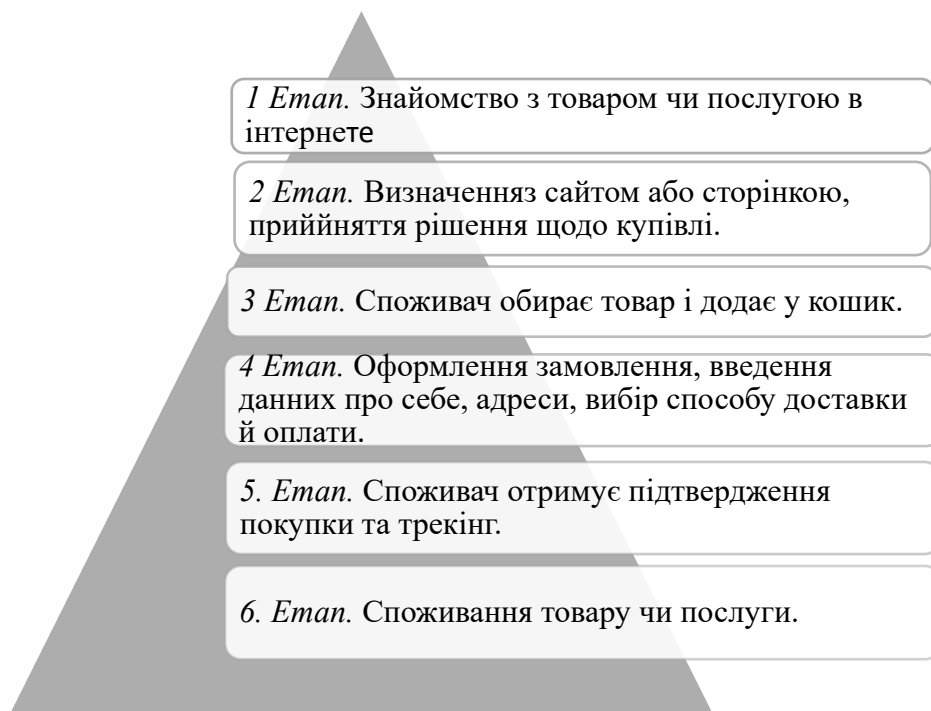 1 Етап. Знайомство з товаром чи послугою в
інтернете
2 Етап. Визначенняз сайтом або сторінкою,
приййняття рішення щодо купівлі.
3 Етап. Споживач обирає товар і додає у кошик.
4 Етап. Оформлення замовлення, введення
данних про себе, адреси, вибір способу доставки
й оплати.
5. Етап. Споживач отримує підтвердження
покупки та трекінг.
6. Етап. Споживання товару чи послуги.